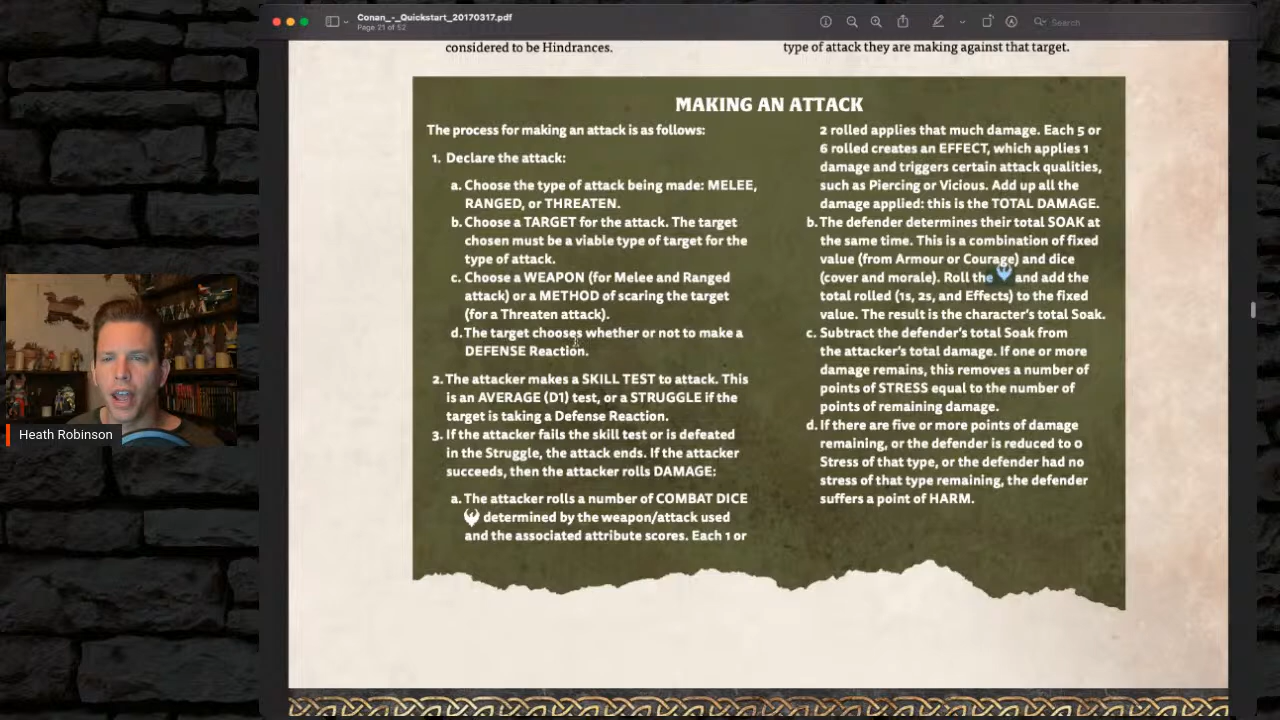 Conan_-_Quickstart_20170317.pdf
Page 21 of 52
Search
considered to be Hindrances.
type of attack they are making against that target.
MAKING AN ATTACK
The process for making an attack is as follows:
1. Declare the attack:
a. Choose the type of attack being made: MELEE,
RANGED, or THREATEN.
b. Choose a TARGET for the attack. The target
chosen must be a viable type of target for the
type of attack.
c. Choose a WEAPON (for Melee and Ranged
attack) or a METHOD of scaring the target
(for a Threaten attack).
d. The target chooses whether or not to make a
DEFENSE Reaction.
2. The attacker makes a SKILL TEST to attack. This
is an AVERAGE (D1) test, or a STRUGGLE if the
target is taking a Defense Reaction.
3. If the attacker fails the skill test or is defeated
in the Struggle, the attack ends. If the attacker
succeeds, then the attacker rolls DAMAGE:
a. The attacker rolls a number of COMBAT DICE
determined by the weapon/attack used
and the associated attribute scores. Each 1 or
2 rolled applies that much damage. Each 5 or
6 rolled creates an EFFECT, which applies 1
damage and triggers certain attack qualities,
such as Piercing or Vicious. Add up all the
damage applied: this is the TOTAL DAMAGE.
b. The defender determines their total SOAK at
the same time. This is a combination of fixed
value (from Armour or Courage) and dice
(cover and morale). Roll the and add the
total rolled (1s, 2s, and Effects) to the fixed
value. The result is the character's total Soak.
c. Subtract the defender's total Soak from
the attacker's total damage. If one or more
damage remains, this removes a number of
points of STRESS equal to the number of
points of remaining damage.
d. If there are five or more points of damage
remaining, or the defender is reduced to 0
Stress of that type, or the defender had no
stress of that type remaining, the defender
suffers a point of HARM.
Heath Robinson